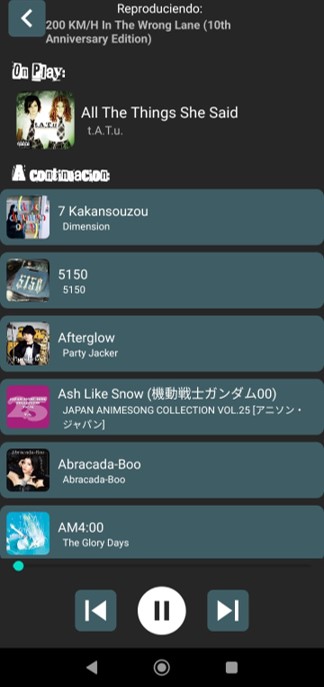 Reproduciendo:
200 KM/H In The Wrong Lane (10th
Anniversary Edition)
On Play:
All The Things She Said
t.A.T.u.
A continuacion:
7 Kakansouzou
Dimension
5150
5150
Afterglow
Party Jacker
Ash Like Snow (機動戦士ガンダム00)
JAPAN ANIMESONG COLLECTION VOL.25 [アニソン・
ジャパン]
Abracada-Boo
Abracada-Boo
AM4:00
The Glory Days